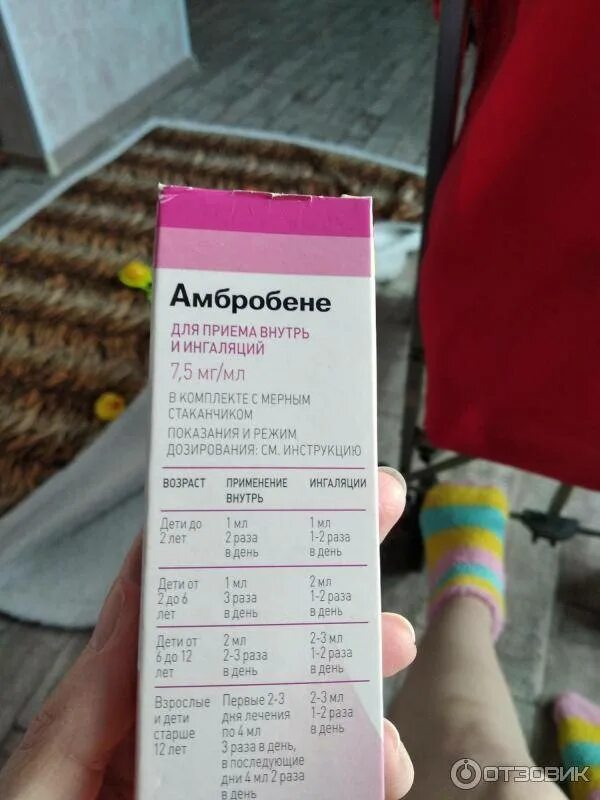 Амбробене
ДЛЯ ПРИЕМА ВНУТРЬ
И ИНГАЛЯЦИЙ
7,5 мг/мл
В КОМПЛЕКТЕ С МЕРНЫМ
СТАКАНЧИКОМ
ПОКАЗАНИЯ И РЕЖИМ
ДОЗИРОВАНИЯ: СМ. ИНСТРУКЦИЮ
ВОЗРАСТ ПРИМЕНЕНИЕ ИНГАЛЯЦИИ
ВНУТРЬ
Дети до 1 мл 1 мл
2 лет 2 раза 1-2 раза
в день в день
Дети от 1 мл 2 мл
2 до 6 3 раза 1-2 раза
лет в день в день
Дети от 2 мл 2-3 мл
6 до 12 2-3 раза 1-2 раза
лет в день в день
Взрослые Первые 2-3 2-3 мл
и дети дня лечения 1-2 раза
старше по 4 мл в день
12 лет 3 раза в день,
в последующие
дни 4 мл 2 раза
в день
ОТЗОВИК